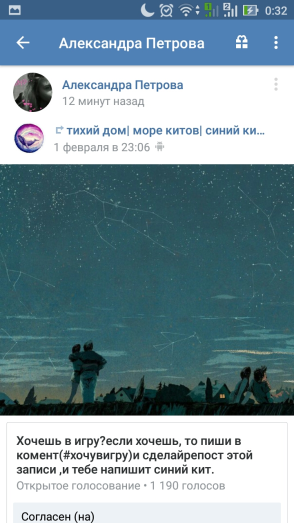 0:32
Александра Петрова
Александра Петрова
12 минут назад
тихий дом| море китов| синий ки...
1 февраля в 23:06
Хочешь в игру?если хочешь, то пиши в
комент(#хочувигру)и сделайрепост этой
записи ,и тебе напишит синий кит.
Открытое голосование • 1 190 голосов
Согласен (на)